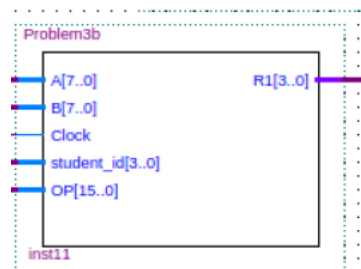 Problem3b
A[7..0] R1[3..0]
B[7..0]
Clock
student_id[3..0]
OP[15..0]
inst11